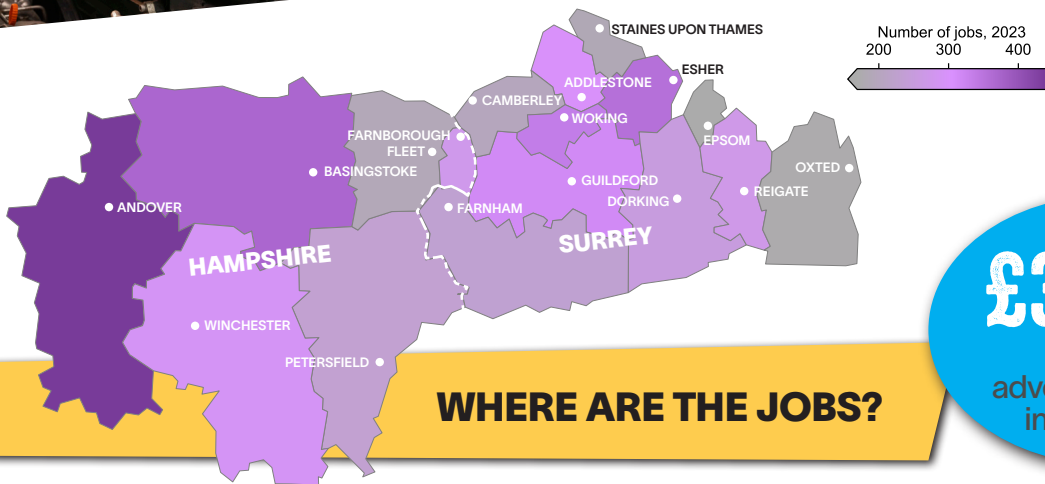 STAINES UPON THAMES
Number of jobs, 2023
200 300 400
ESHER
ADDLESTONE
CAMBERLEY
WOKING
FARNBOROUGH
FLEET
EPSOM
BASINGSTOKE
OXTED
GUILDFORD
REIGATE
DORKING
ANDOVER
FARNHAM
SURREY
HAMPSHIRE
WINCHESTER
PETERSFIELD
WHERE ARE THE JOBS?